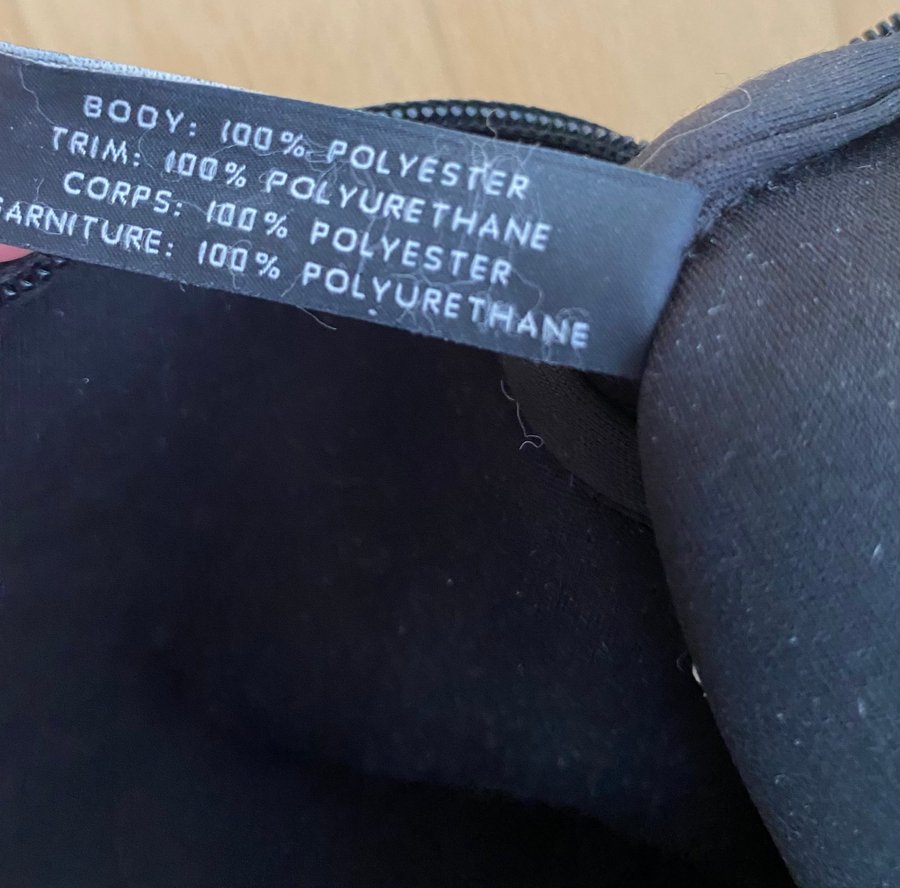 BODY: 100% POLYESTER
TRIM: 100% POLYURETHANE
CORPS: 100% POLYESTER
GARNITURE: 100% POLYURETHANE